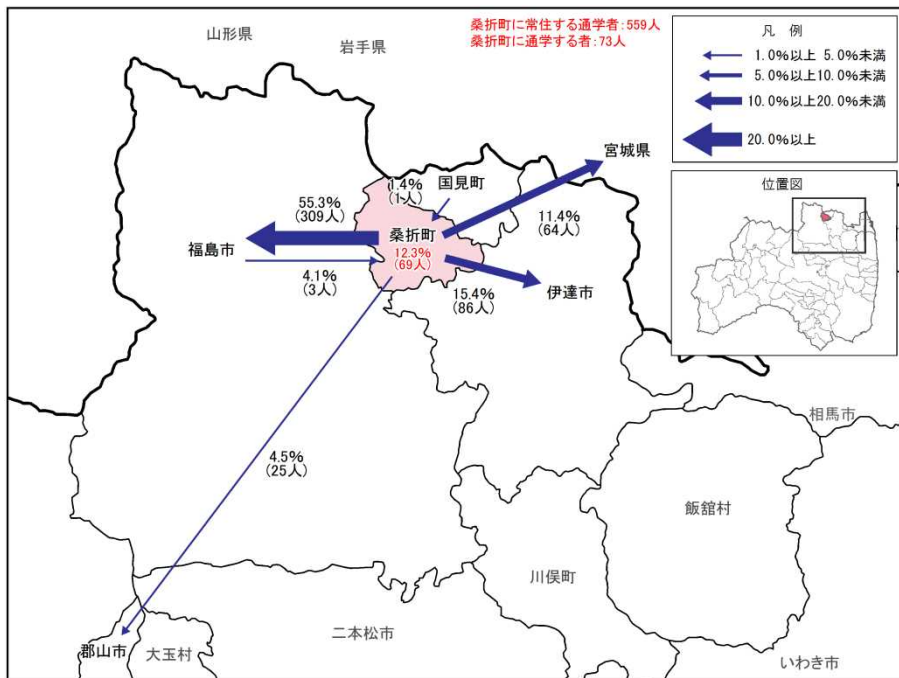 山形県
岩手県
桑折町に常住する通学者:559人
桑折町に通学する者:73人
凡 例
1.0%以上 5.0%未満
5.0%以上10.0%未満
10.0%以上20.0%未満
20.0%以上
宮城県
位置図
国見町
1.4%
(1人)
55.3%
(309人)
11.4%
(64人)
桑折町
12.3%
(69人)
福島市
4.1%
(3人)
15.4%
(86人)
伊達市
相馬市
4.5%
(25人)
飯舘村
川俣町
二本松市
郡山市
大玉村
いわき市